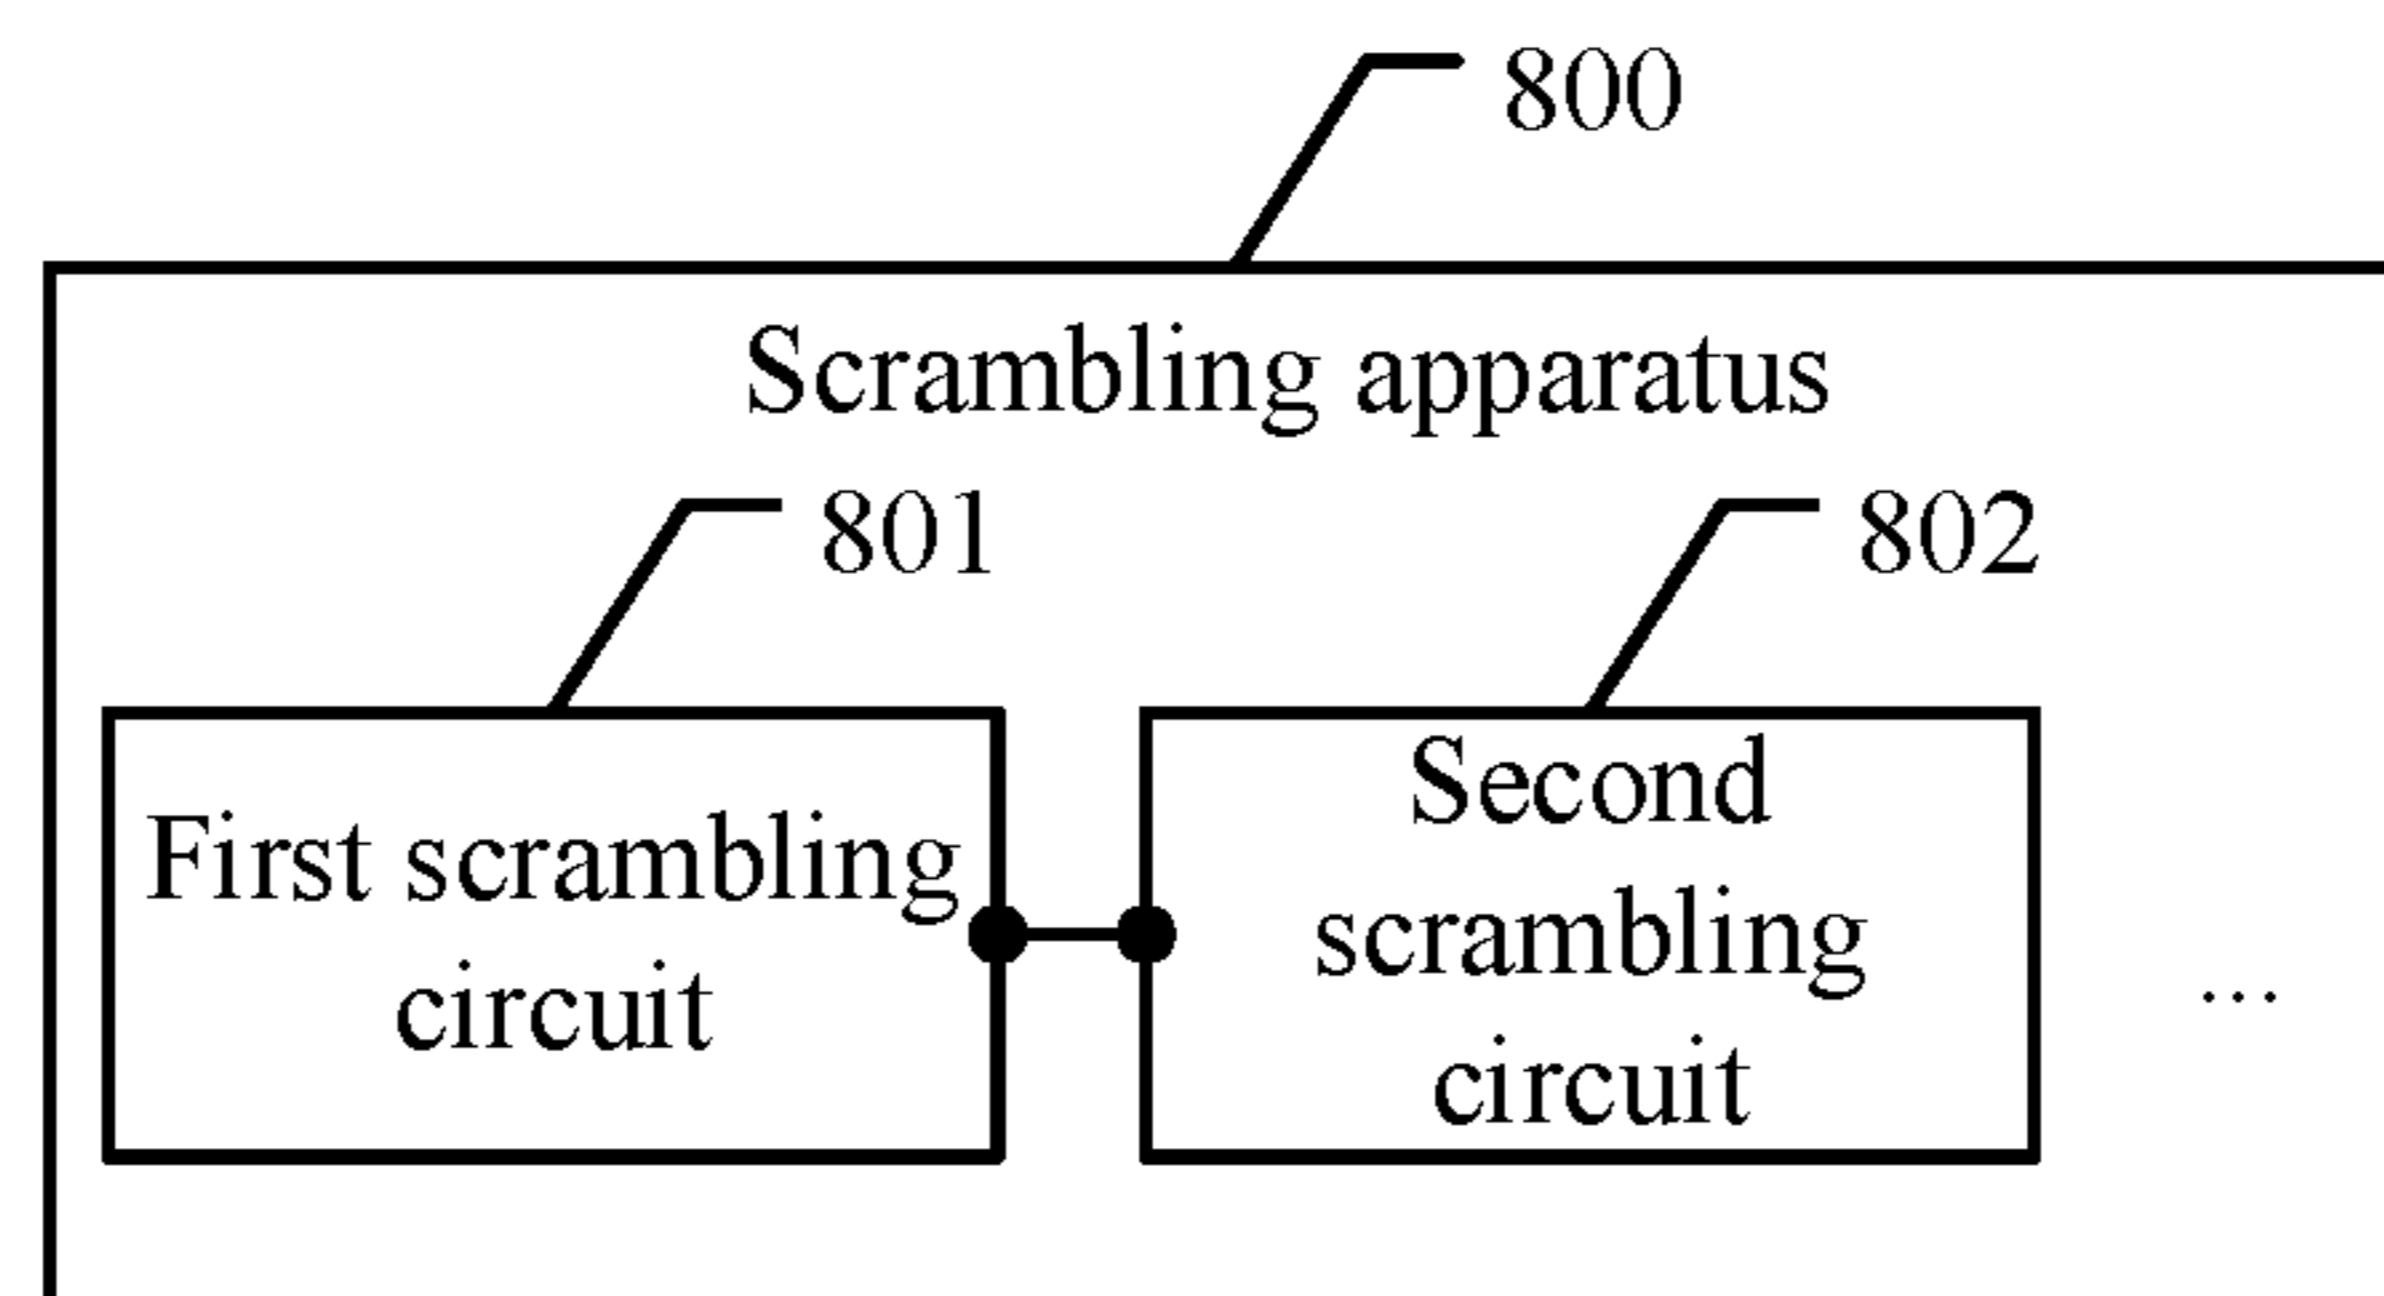 800
Scrambling apparatus
801
802
First scrambling
circuit
Second
scrambling
circuit
...